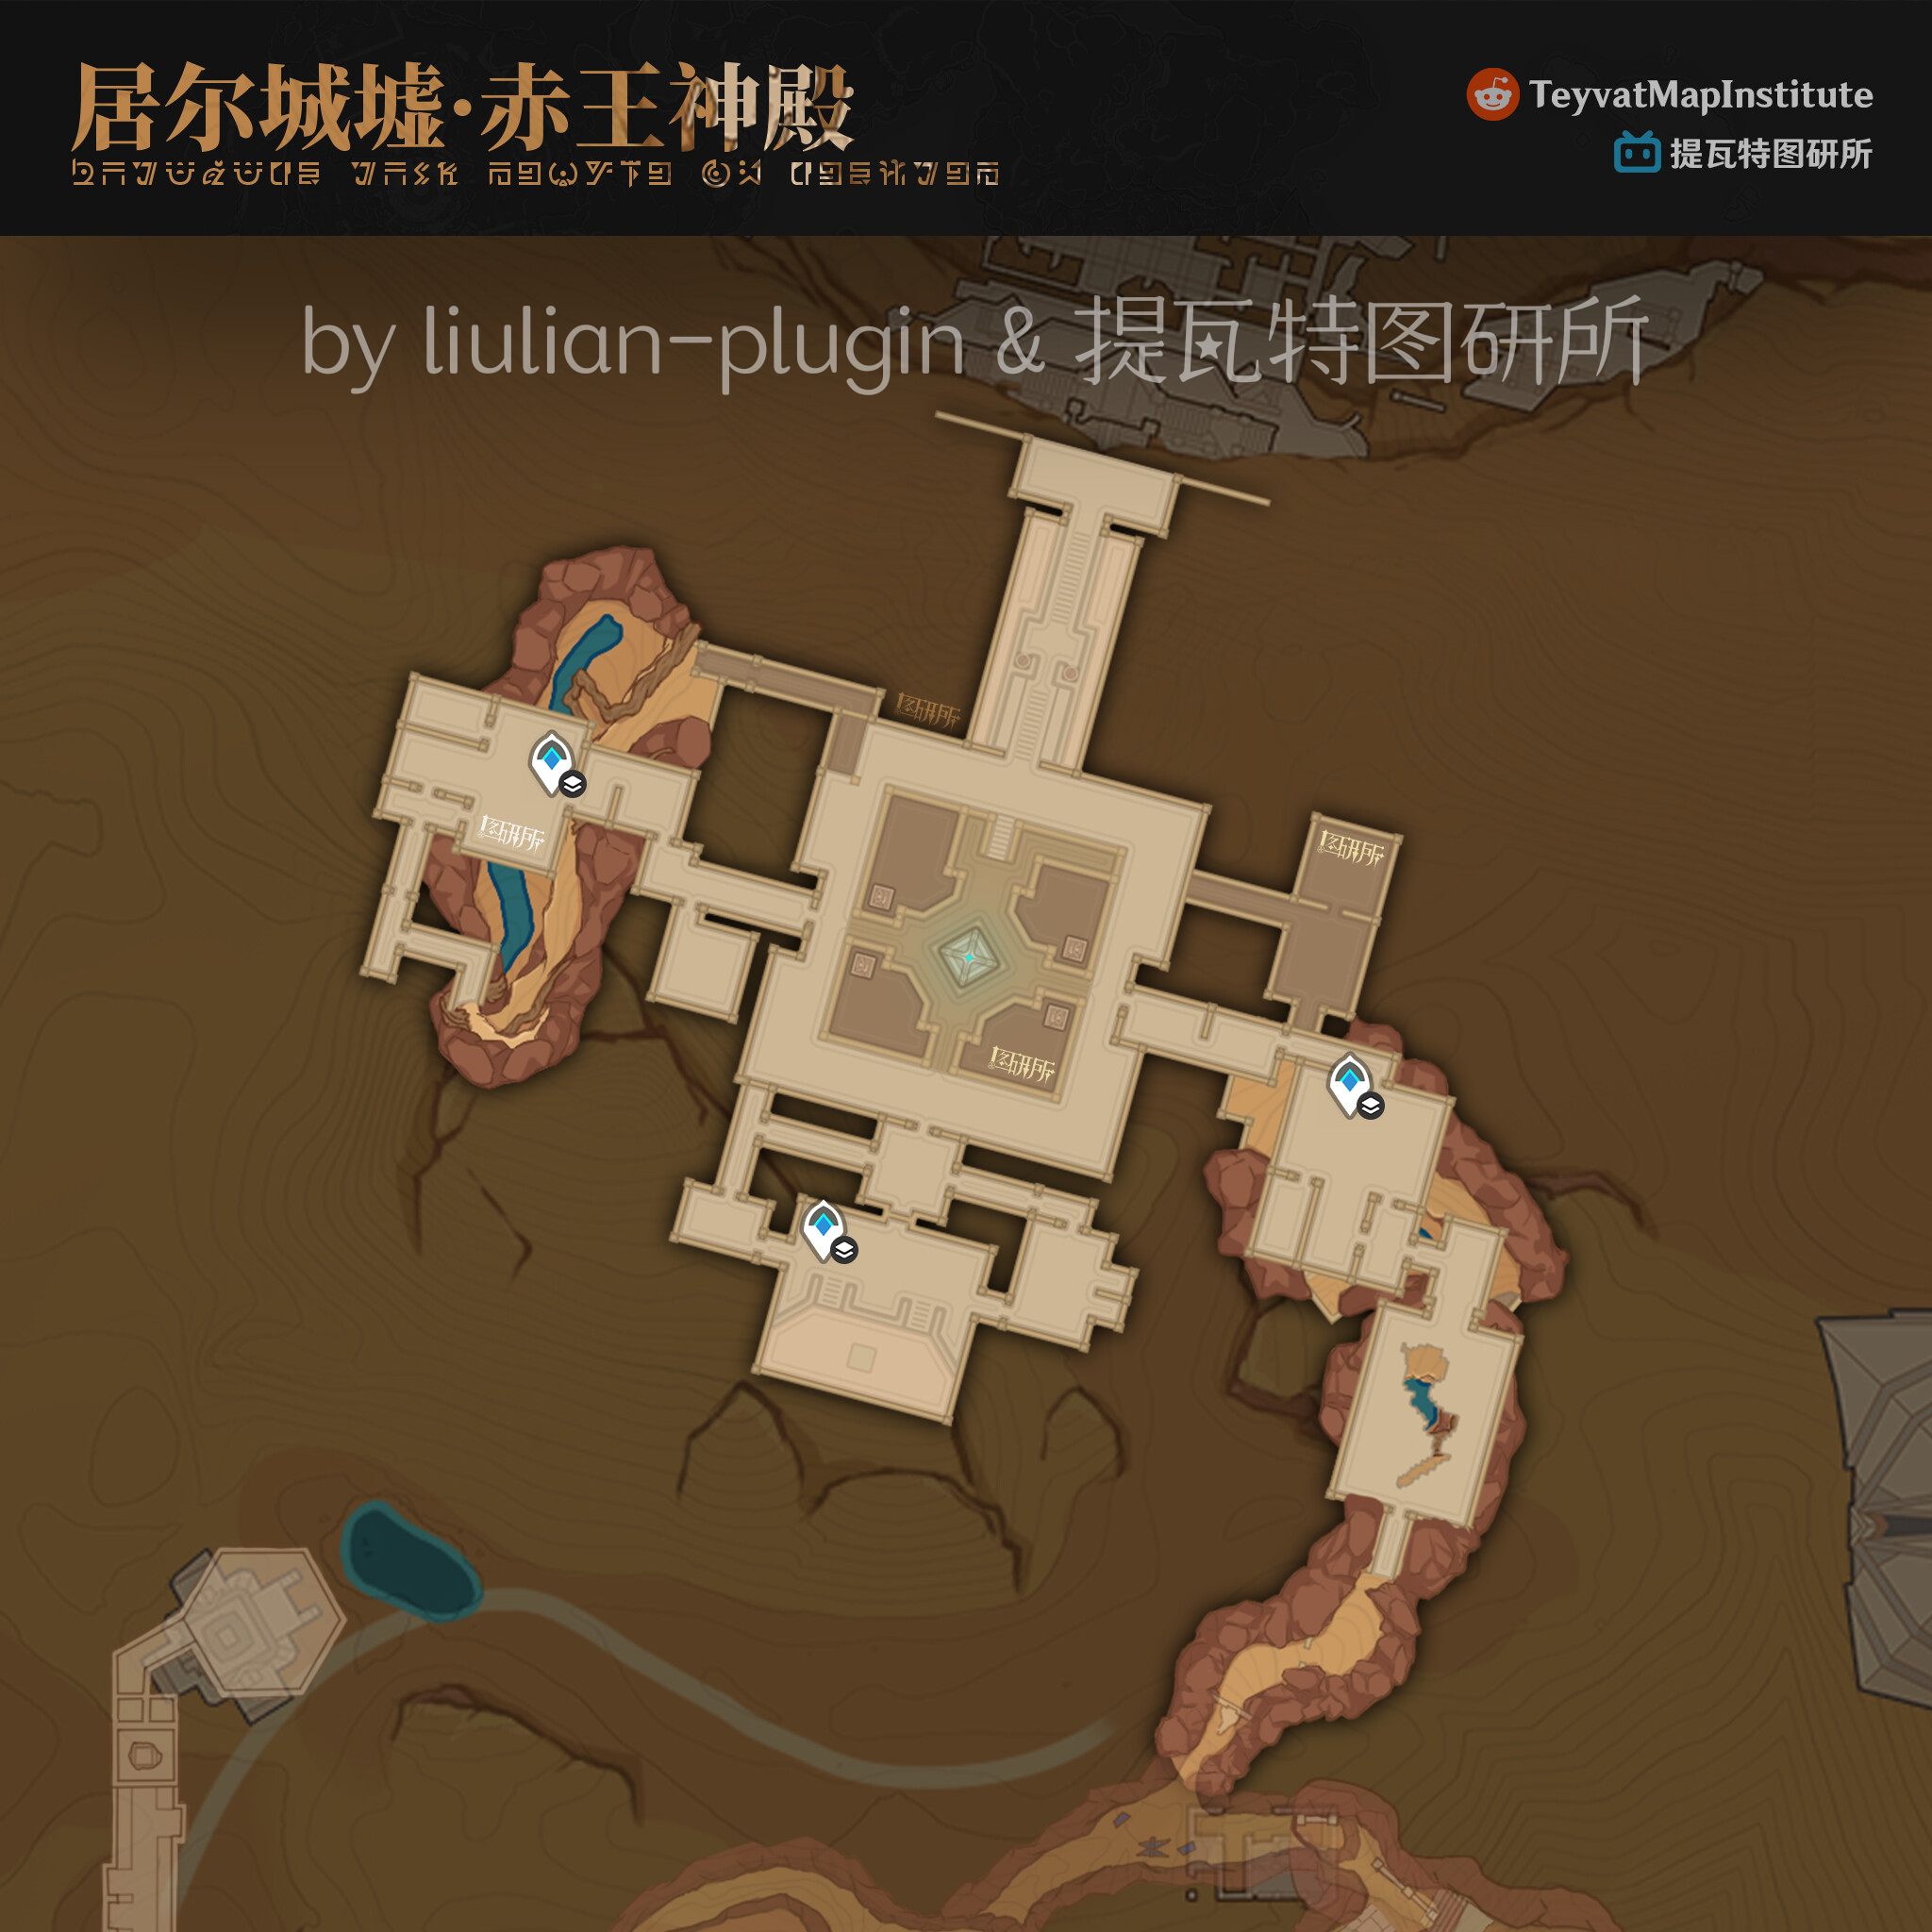 居尔城墟·赤王神殿
TeyvatMapInstitute
提瓦特图研所
by liulian-plugin & 提瓦特图研所
图研所
图研所
图研所
图研所